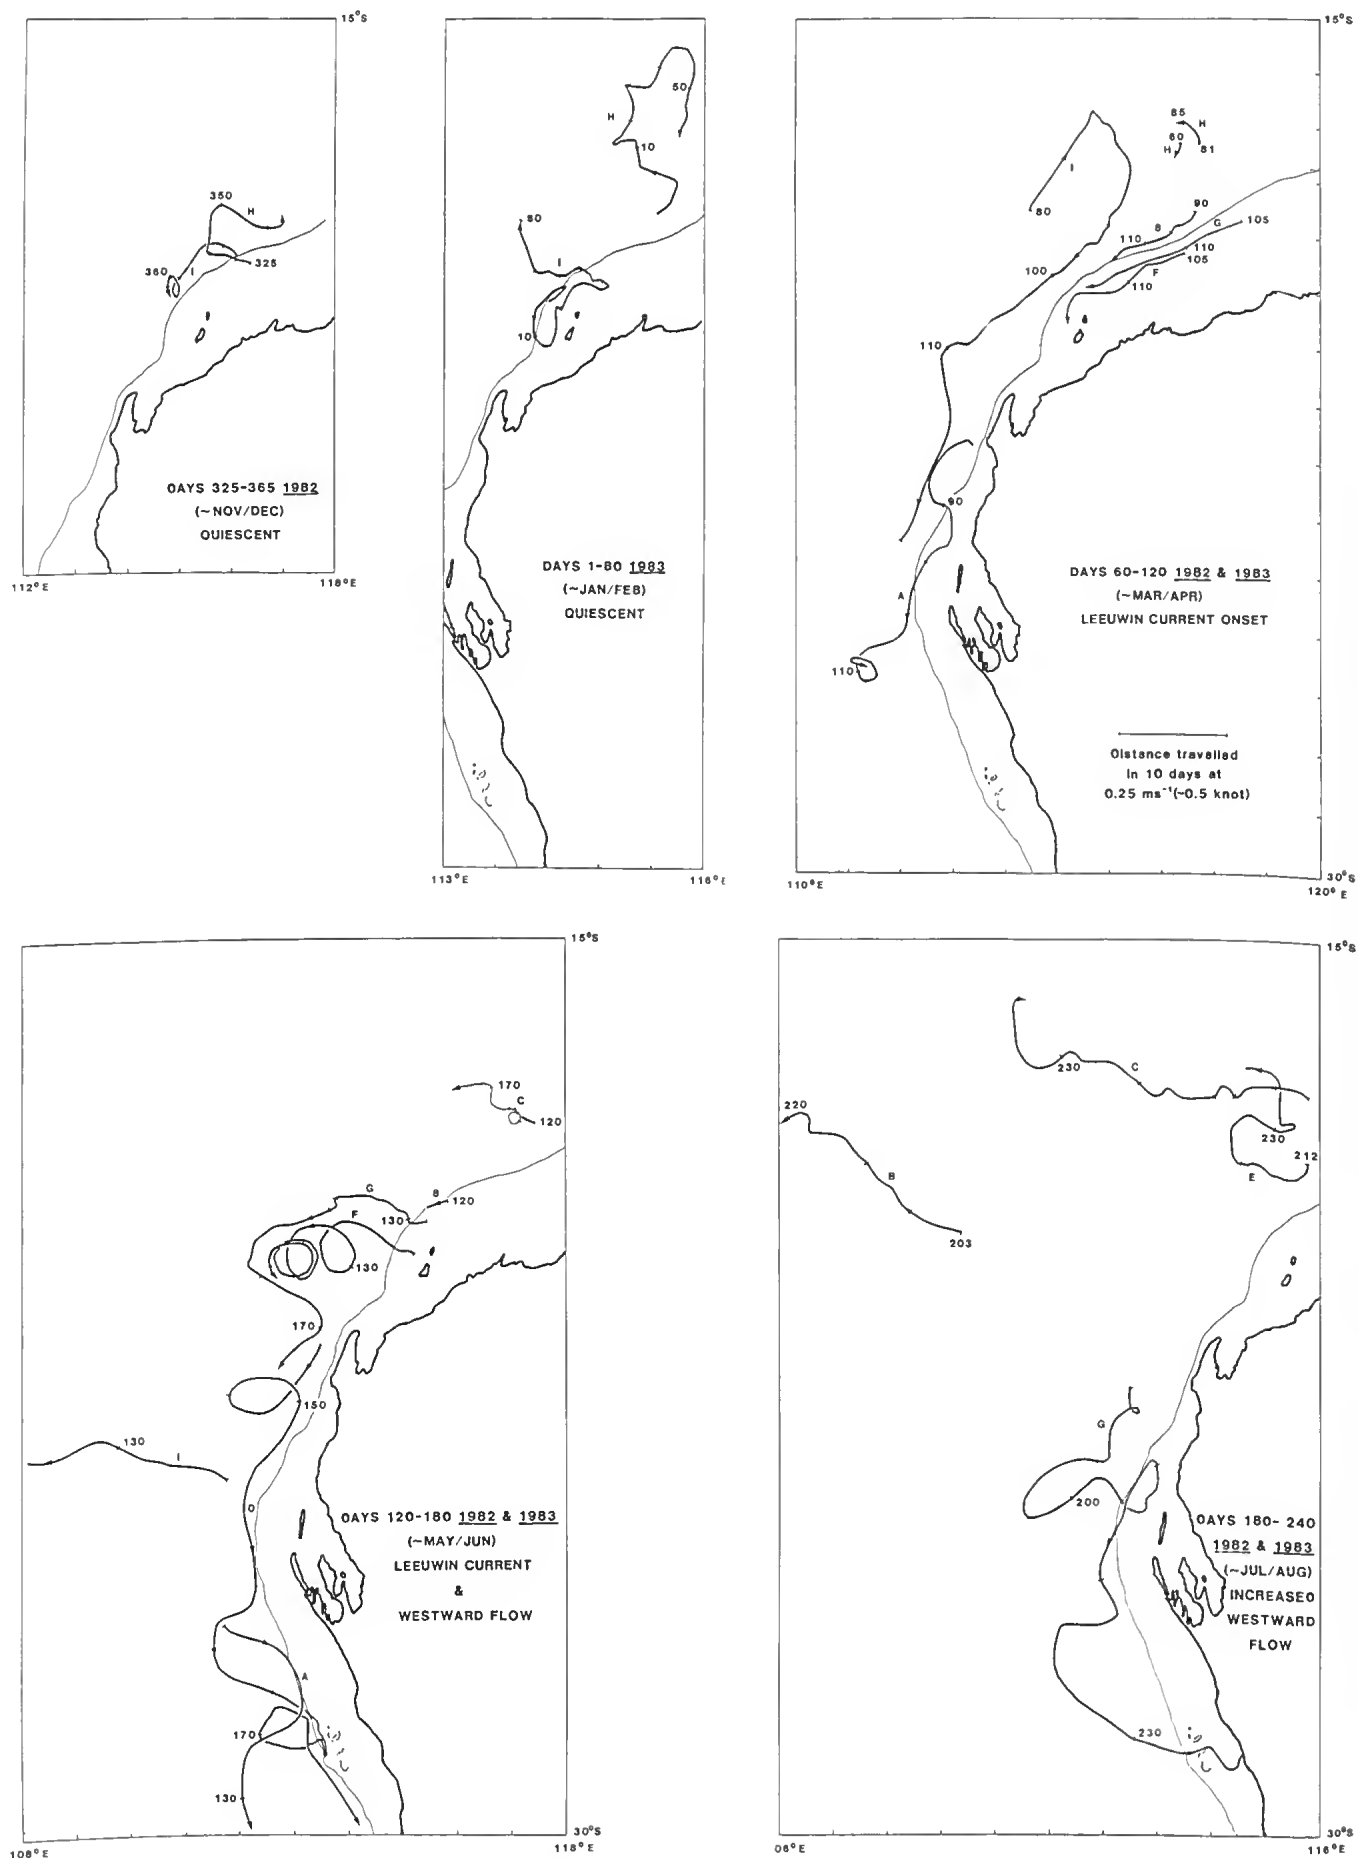 15°S
350
H
325
360
I
DAYS 325-365 1982
(~NOV/DEC)
QUIESCENT
112°E
118°E
50
H
10
80
I
10
DAYS 1-80 1983
(~JAN/FEB)
QUIESCENT
113°E
116°E
15°S
85
H
60
H
81
I
80
90
B
G
105
110
110
105
F
110
100
110
90
A
110
DAYS 60-120 1982 & 1983
(~MAR/APR)
LEEUWIN CURRENT ONSET
Distance travelled
in 10 days at
0.25 ms⁻¹(~0.5 knot)
110°E
30°S
120°E
15°S
170
C
120
G
B
120
F
130
130
170
150
130
I
D
DAYS 120-180 1982 & 1983
(~MAY/JUN)
LEEUWIN CURRENT
&
WESTWARD FLOW
A
170
130
30°S
108°E
118°E
15°S
230
C
220
230
212
B
E
203
G
200
DAYS 180-240
1982 & 1983
(~JUL/AUG)
INCREASED
WESTWARD
FLOW
230
30°S
06°E
116°E